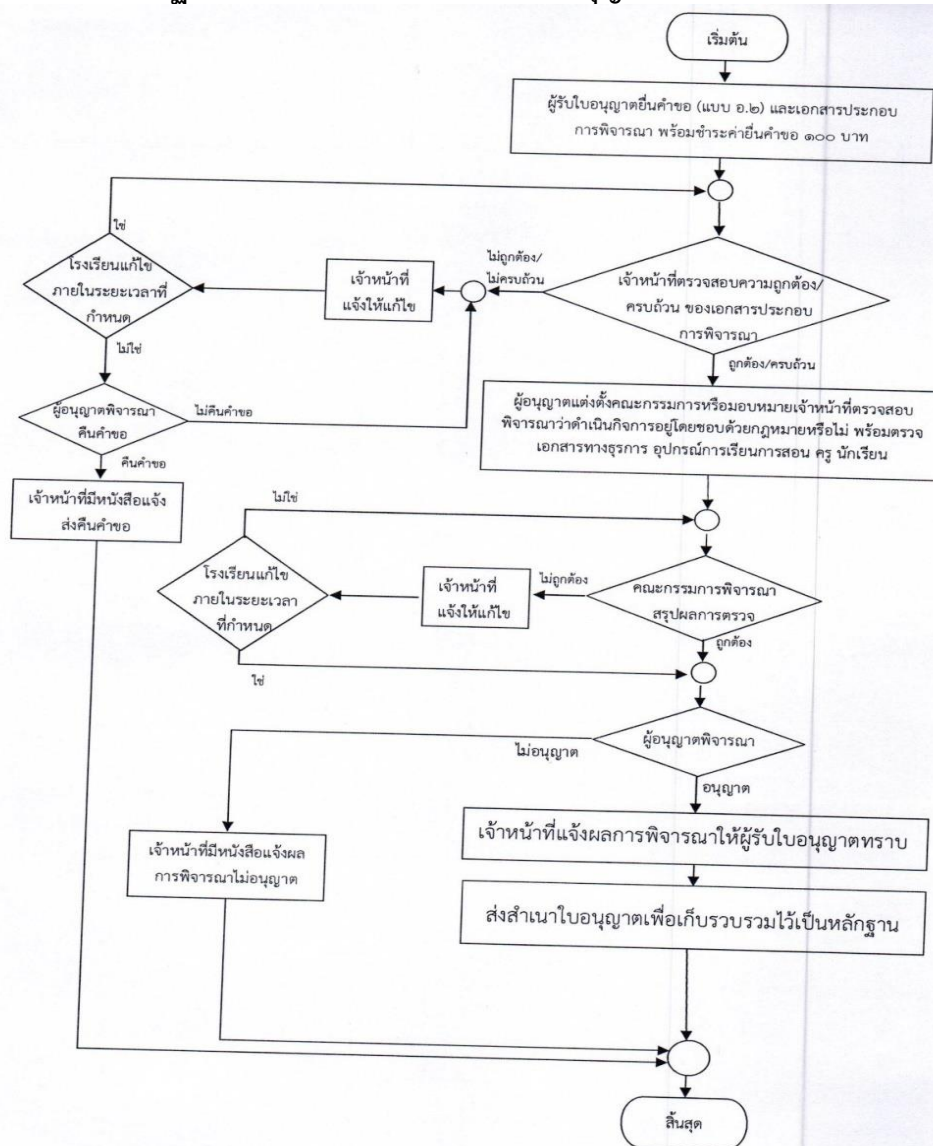 เริ่มต้น
ผู้รับใบอนุญาตยื่นคำขอ (แบบ อ.๒) และเอกสารประกอบ
การพิจารณา พร้อมชำระค่ายื่นคำขอ ๑๐๐ บาท
ใช่
โรงเรียนแก้ไข
ภายในระยะเวลาที่
กำหนด
เจ้าหน้าที่
แจ้งให้แก้ไข
ไม่ถูกต้อง/
ไม่ครบถ้วน
เจ้าหน้าที่ตรวจสอบความถูกต้อง/
ครบถ้วน ของเอกสารประกอบ
การพิจารณา
ไม่ใช่
ถูกต้อง/ครบถ้วน
ผู้อนุญาตพิจารณา
คืนคำขอ
ไม่คืนคำขอ
ผู้อนุญาตแต่งตั้งคณะกรรมการหรือมอบหมายเจ้าหน้าที่ตรวจสอบ
พิจารณาว่าดำเนินกิจการอยู่โดยชอบด้วยกฎหมายหรือไม่ พร้อมตรวจ
เอกสารทางธุรการ อุปกรณ์การเรียนการสอน ครู นักเรียน
คืนคำขอ
เจ้าหน้าที่มีหนังสือแจ้ง
ส่งคืนคำขอ
ไม่ใช่
โรงเรียนแก้ไข
ภายในระยะเวลา
ที่กำหนด
เจ้าหน้าที่
แจ้งให้แก้ไข
ไม่ถูกต้อง
คณะกรรมการพิจารณา
สรุปผลการตรวจ
ถูกต้อง
ใช่
ผู้อนุญาตพิจารณา
ไม่อนุญาต
อนุญาต
เจ้าหน้าที่แจ้งผลการพิจารณาให้ผู้รับใบอนุญาตทราบ
เจ้าหน้าที่มีหนังสือแจ้งผล
การพิจารณาไม่อนุญาต
ส่งสำเนาใบอนุญาตเพื่อเก็บรวบรวมไว้เป็นหลักฐาน
สิ้นสุด